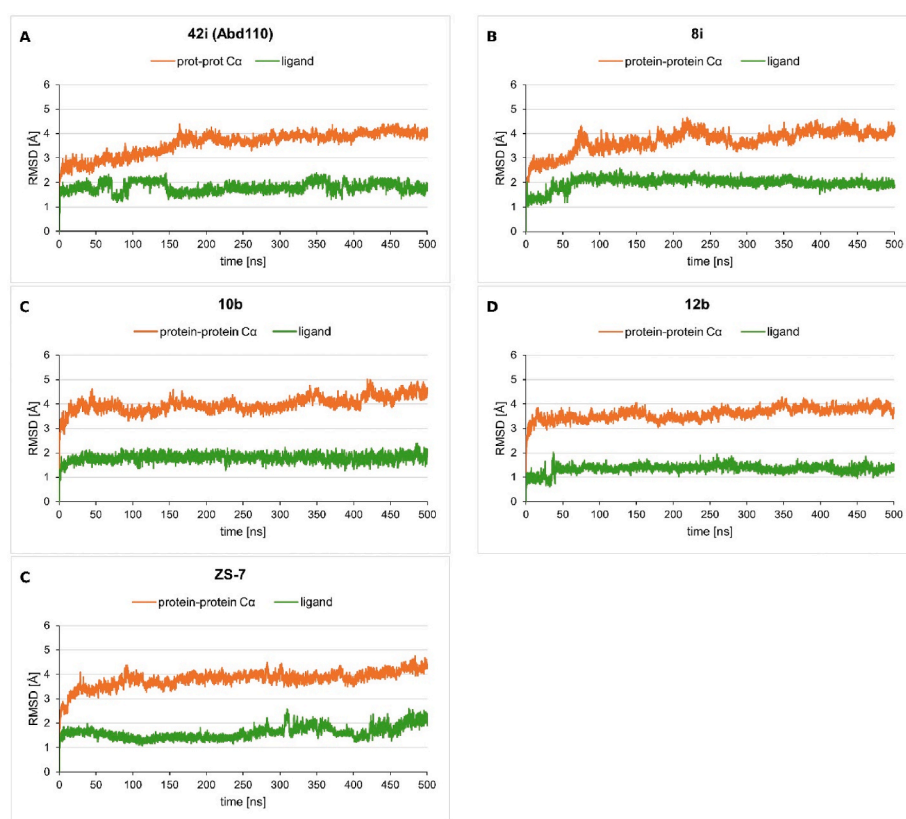 A
42i (Abd110)
prot-prot Cα ligand
6
5
4
3
2
1
0
RMSD [Å]
0 50 100 150 200 250 300 350 400 450 500
time [ns]
B
8i
protein-protein Cα ligand
6
5
4
3
2
1
0
RMSD [Å]
0 50 100 150 200 250 300 350 400 450 500
time [ns]
C
10b
protein-protein Cα ligand
6
5
4
3
2
1
0
RMSD [Å]
0 50 100 150 200 250 300 350 400 450 500
time [ns]
D
12b
protein-protein Cα ligand
6
5
4
3
2
1
0
RMSD [Å]
0 50 100 150 200 250 300 350 400 450 500
time [ns]
C
ZS-7
protein-protein Cα ligand
6
5
4
3
2
1
0
RMSD [Å]
0 50 100 150 200 250 300 350 400 450 500
time [ns]